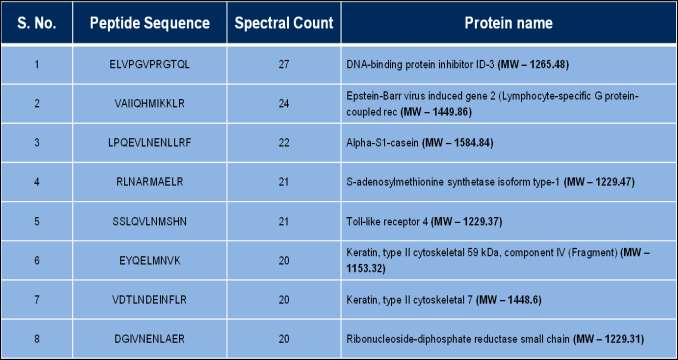 S. No. Peptide Sequence Spectral Count Protein name
1 ELVPGVPRGTQL 27 DNA-binding protein inhibitor ID-3 (MW – 1265.48)
2 VAIIQHMIKKLR 24 Epstein-Barr virus induced gene 2 (Lymphocyte-specific G protein-
coupled rec (MW – 1449.86)
3 LPQEVLNENLLRF 22 Alpha-S1-casein (MW – 1584.84)
4 RLNARMAELR 21 S-adenosylmethionine synthetase isoform type-1 (MW – 1229.47)
5 SSLQVLNMSHN 21 Toll-like receptor 4 (MW – 1229.37)
6 EYQELMNVK 20 Keratin, type II cytoskeletal 59 kDa, component IV (Fragment) (MW –
1153.32)
7 VDTLNDEINFLR 20 Keratin, type II cytoskeletal 7 (MW – 1448.6)
8 DGIVNENLAER 20 Ribonucleoside-diphosphate reductase small chain (MW – 1229.31)